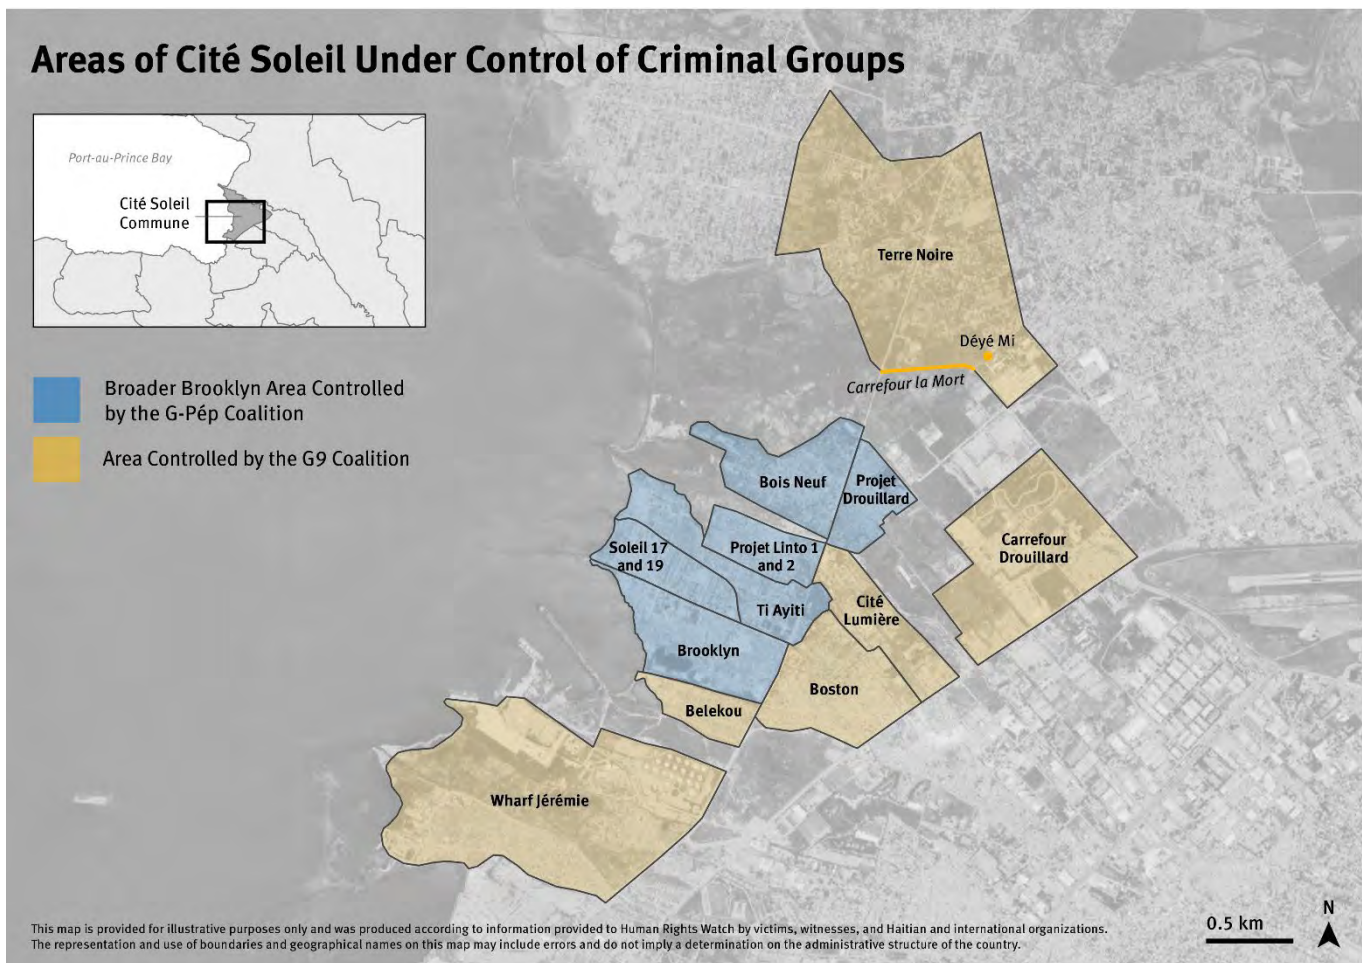 Areas of Cité Soleil Under Control of Criminal Groups
Port-au-Prince Bay
Cité Soleil
Commune
Broader Brooklyn Area Controlled
by the G-Pép Coalition
Area Controlled by the G9 Coalition
Terre Noire
Déyé Mi
Carrefour la Mort
Bois Neuf
Projet
Drouillard
Carrefour
Drouillard
Soleil 17
and 19
Projet Linto 1
and 2
Ti Ayiti
Cité
Lumière
Brooklyn
Boston
Belekou
Wharf Jérémie
This map is provided for illustrative purposes only and was produced according to information provided to Human Rights Watch by victims, witnesses, and Haitian and international organizations.
The representation and use of boundaries and geographical names on this map may include errors and do not imply a determination on the administrative structure of the country.
0.5 km
N